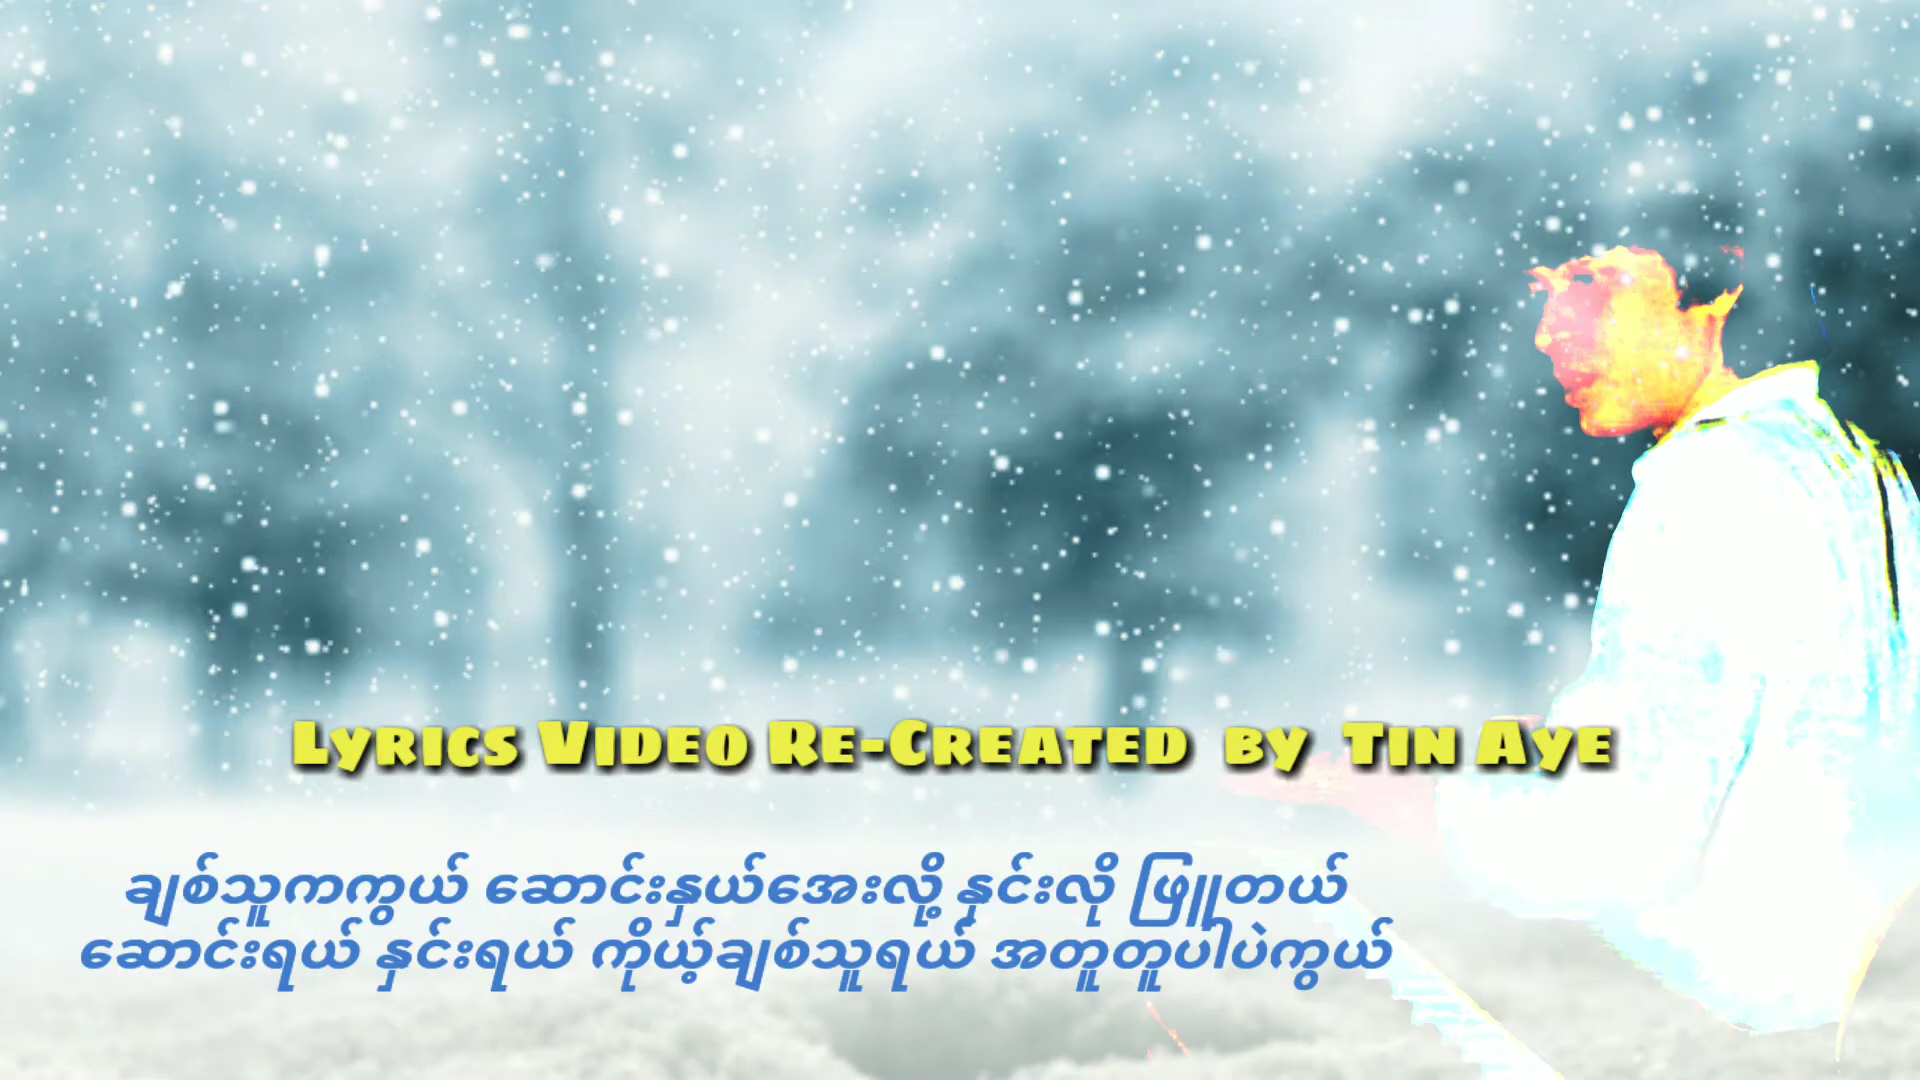 Lyrics Video Re-Created by Tin Aye
ချစ်သူကကွယ် ဆောင်းနှယ်အေးလို့ နှင်းလို ဖြူတယ်
ဆောင်းရယ် နှင်းရယ် ကိုယ့်ချစ်သူရယ် အတူတူပါပဲကွယ်